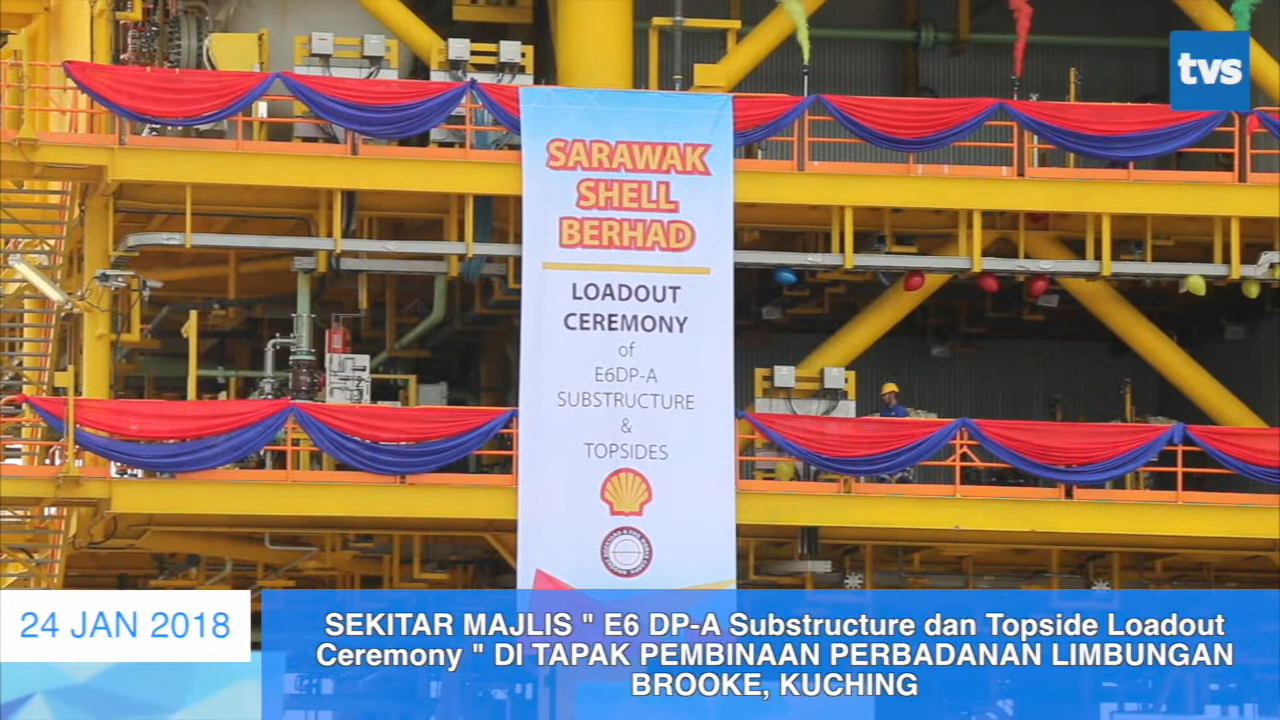 tvs
SARAWAK
SHELL
BERHAD
LOADOUT
CEREMONY
of
E6DP-A
SUBSTRUCTURE
&
TOPSIDES
24 JAN 2018
SEKITAR MAJLIS " E6 DP-A Substructure dan Topside Loadout
Ceremony " DI TAPAK PEMBINAAN PERBADANAN LIMBUNGAN
BROOKE, KUCHING